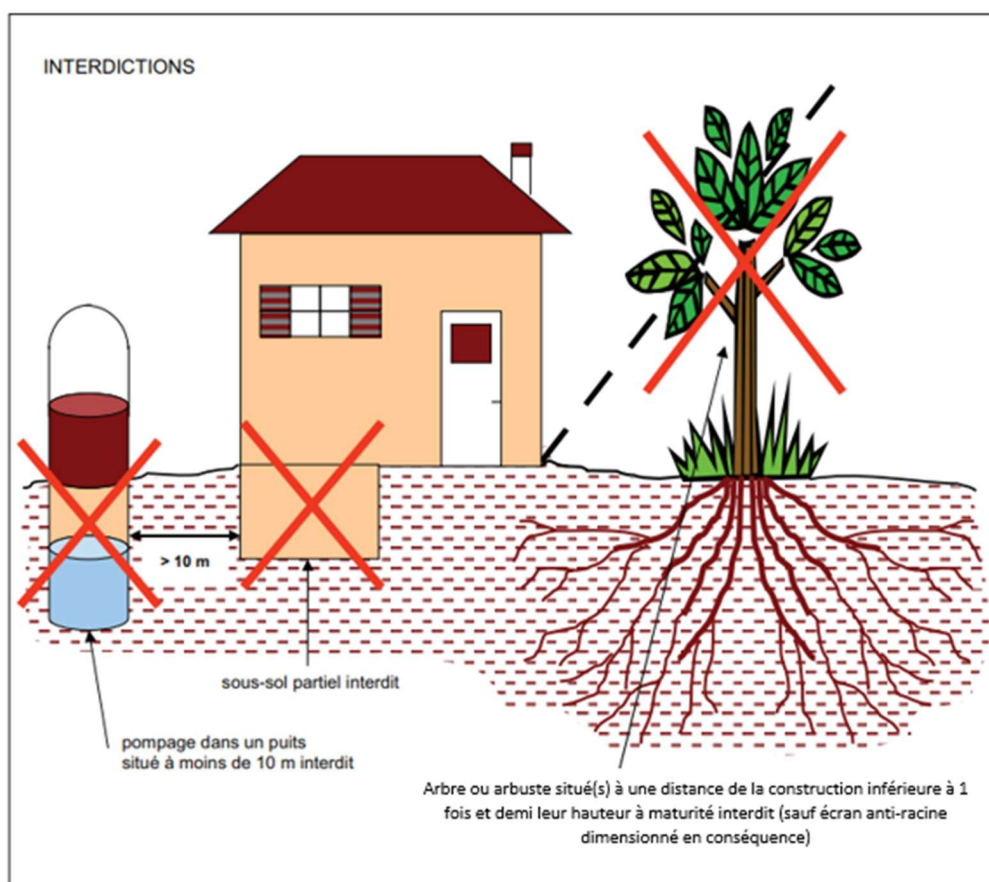 INTERDICTIONS
> 10 m
sous-sol partiel interdit
pompage dans un puits
situé à moins de 10 m interdit
Arbre ou arbuste situé(s) à une distance de la construction inférieure à 1
fois et demi leur hauteur à maturité interdit (sauf écran anti-racine
dimensionné en conséquence)